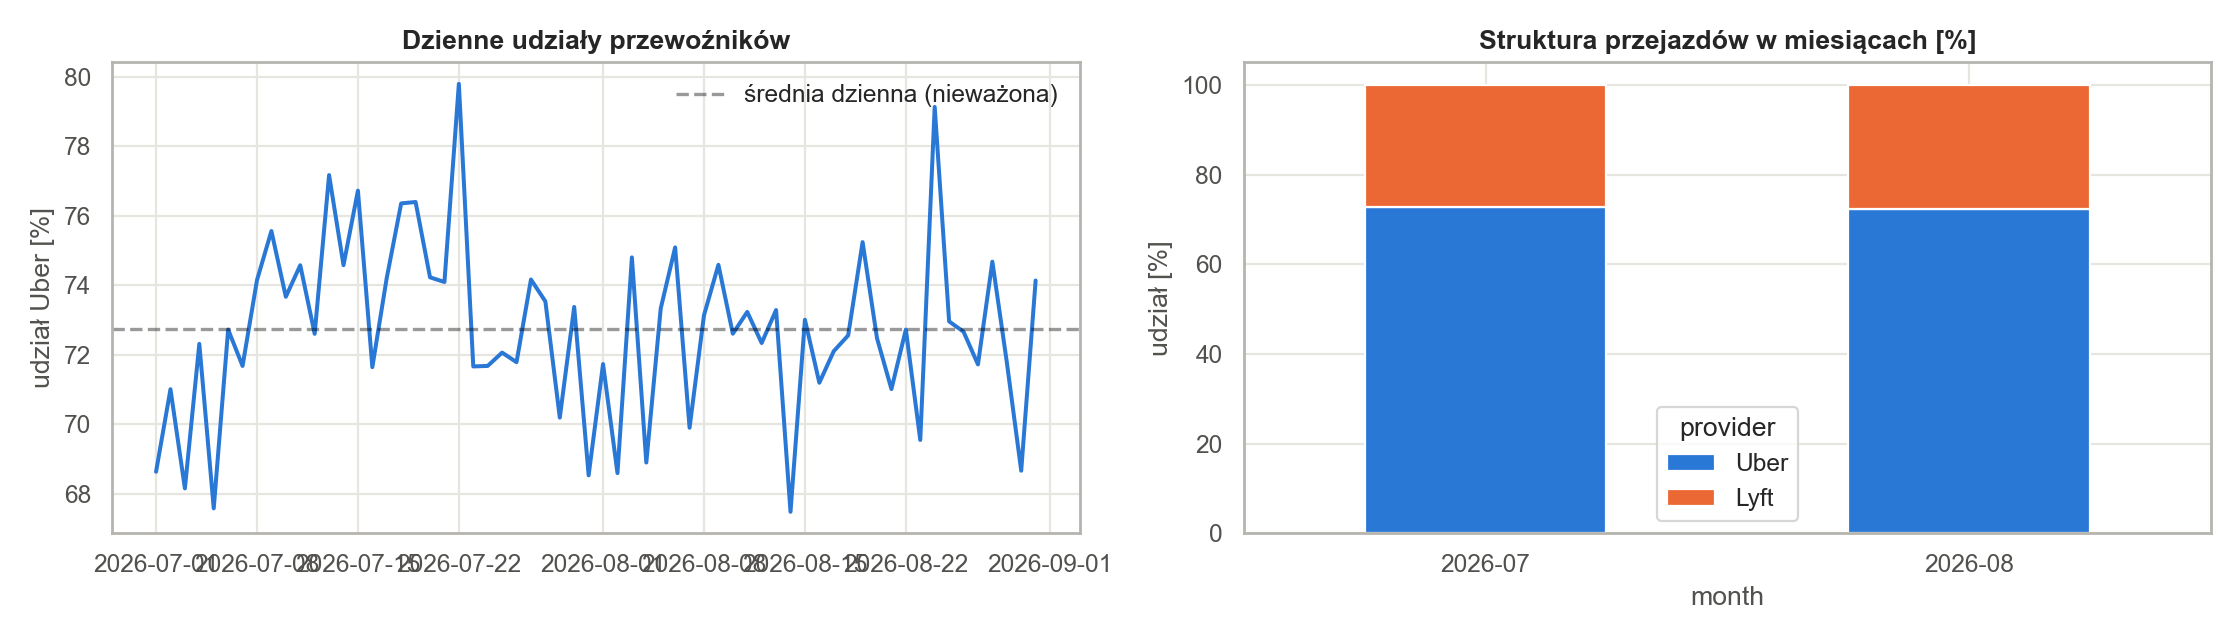 Dzienne udziały przewoźników
80
78
76
74
72
70
68
udział Uber [%]
średnia dzienna (nieważona)
2026-07-01
2026-07-08
2026-07-15
2026-07-22
2026-08-01
2026-08-08
2026-08-15
2026-08-22
2026-09-01
Struktura przejazdów w miesiącach [%]
100
80
60
40
20
0
udział [%]
provider
Uber
Lyft
2026-07
2026-08
month